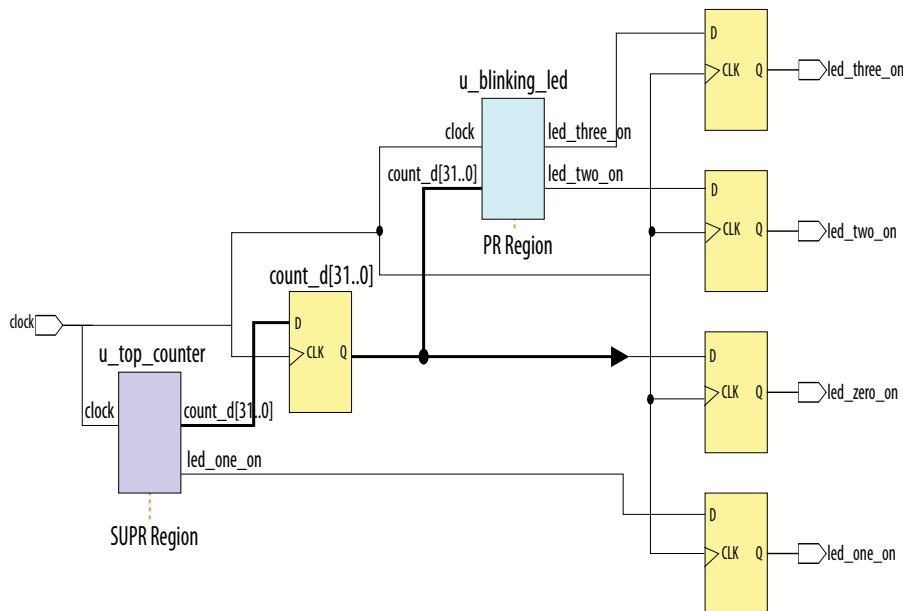 D
CLK
Q
led_three_on
u_blinking_led
clock
led_three_on
count_d[31..0]
led_two_on
PR Region
D
CLK
Q
led_two_on
count_d[31..0]
D
CLK
Q
clock
u_top_counter
clock
count_d[31..0]
led_one_on
SUPR Region
D
CLK
Q
led_zero_on
D
CLK
Q
led_one_on